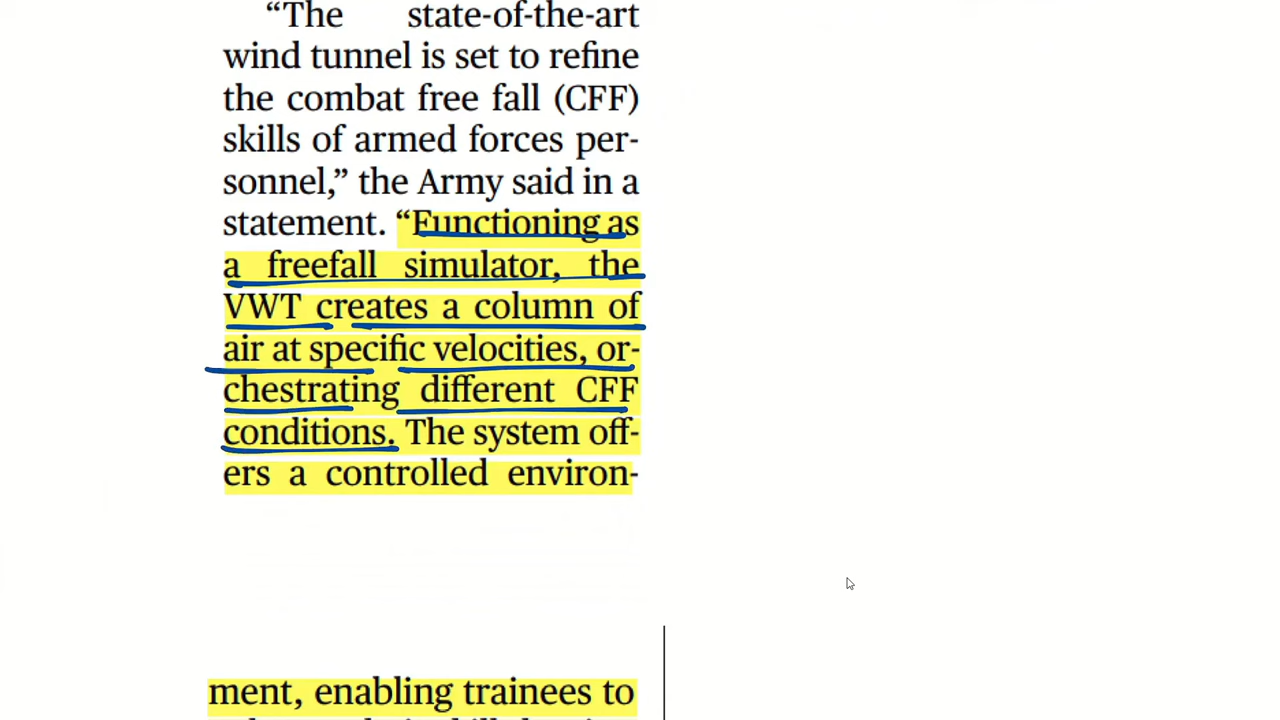 “The state-of-the-art
wind tunnel is set to refine
the combat free fall (CFF)
skills of armed forces per-
sonnel,” the Army said in a
statement. “Functioning as
a freefall simulator, the
VWT creates a column of
air at specific velocities, or-
chestrating different CFF
conditions. The system off-
ers a controlled environ-
ment, enabling trainees to